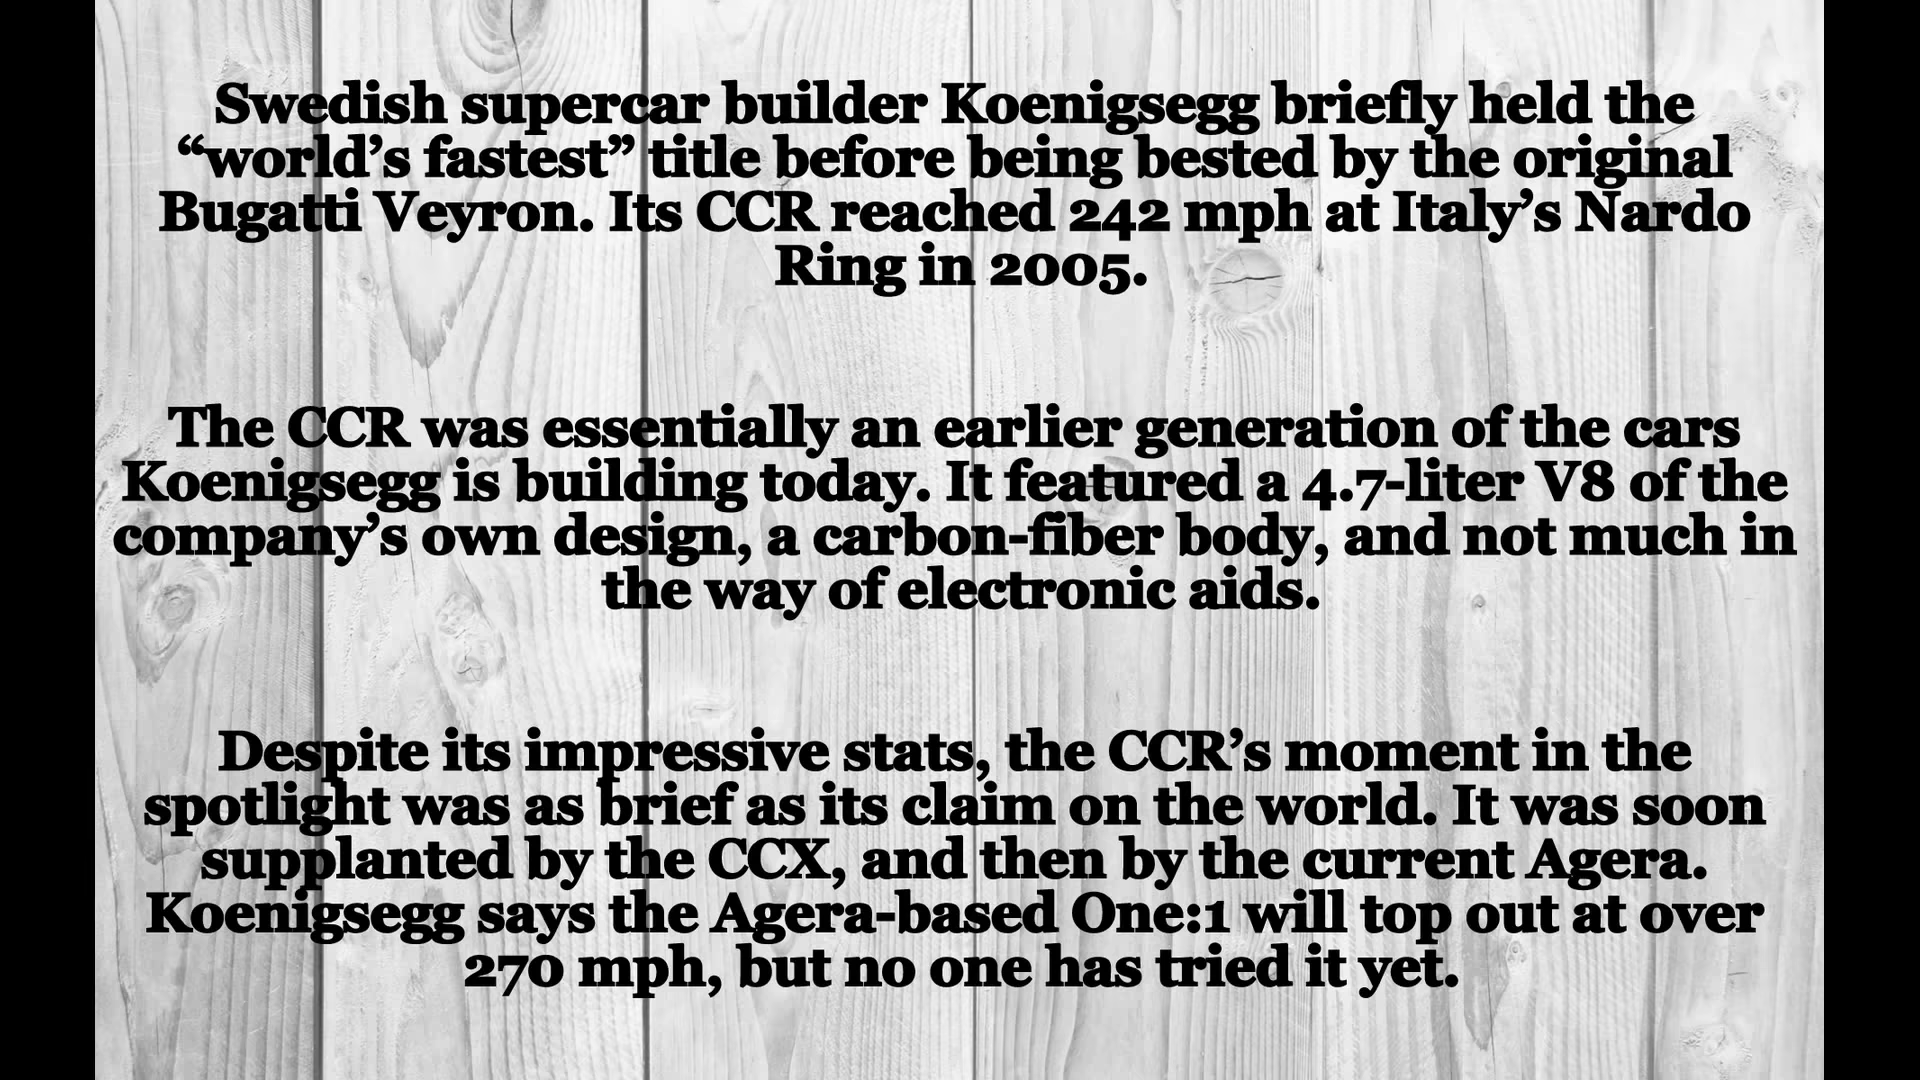 Swedish supercar builder Koenigsegg briefly held the
“world’s fastest” title before being bested by the original
Bugatti Veyron. Its CCR reached 242 mph at Italy’s Nardo
Ring in 2005.
The CCR was essentially an earlier generation of the cars
Koenigsegg is building today. It featured a 4.7-liter V8 of the
company’s own design, a carbon-fiber body, and not much in
the way of electronic aids.
Despite its impressive stats, the CCR’s moment in the
spotlight was as brief as its claim on the world. It was soon
supplanted by the CCX, and then by the current Agera.
Koenigsegg says the Agera-based One:1 will top out at over
270 mph, but no one has tried it yet.